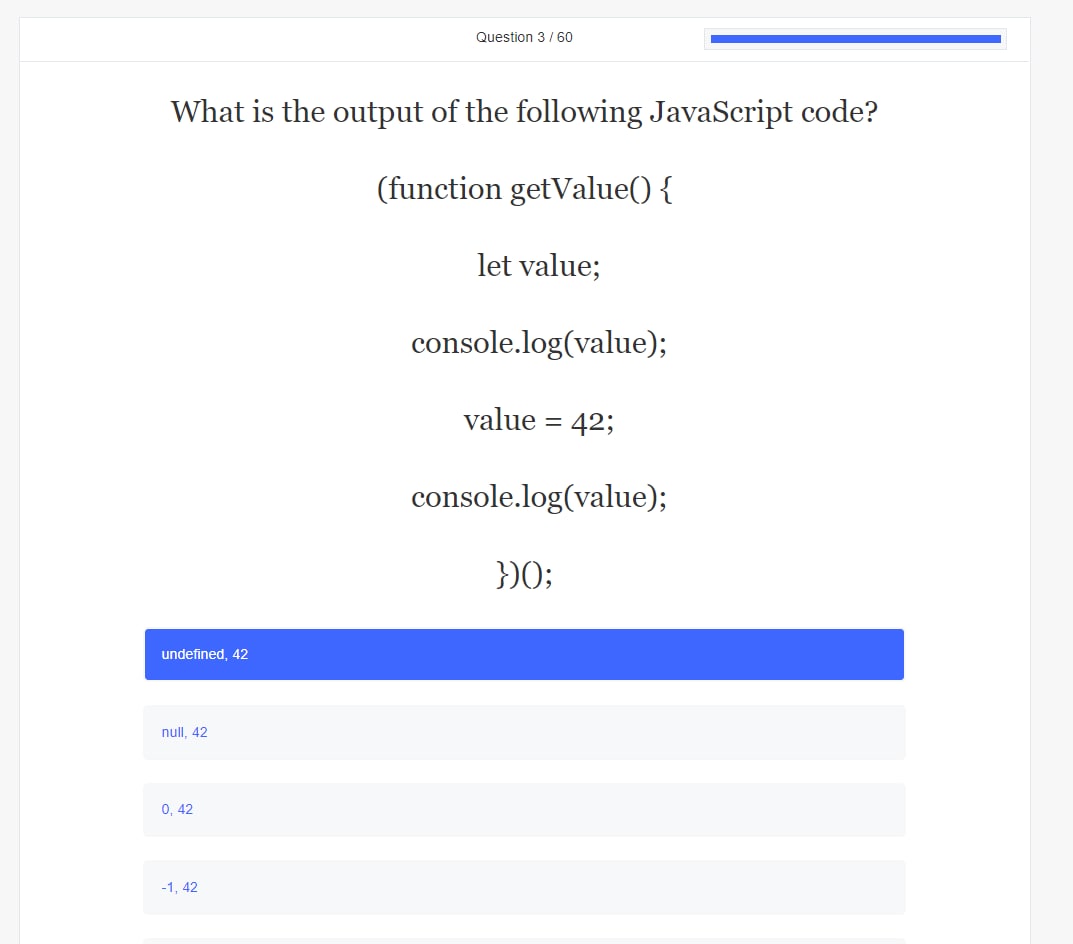 Question 3 / 60
What is the output of the following JavaScript code?
(function getValue() {
let value;
console.log(value);
value = 42;
console.log(value);
})();
undefined, 42
null, 42
0, 42
-1, 42